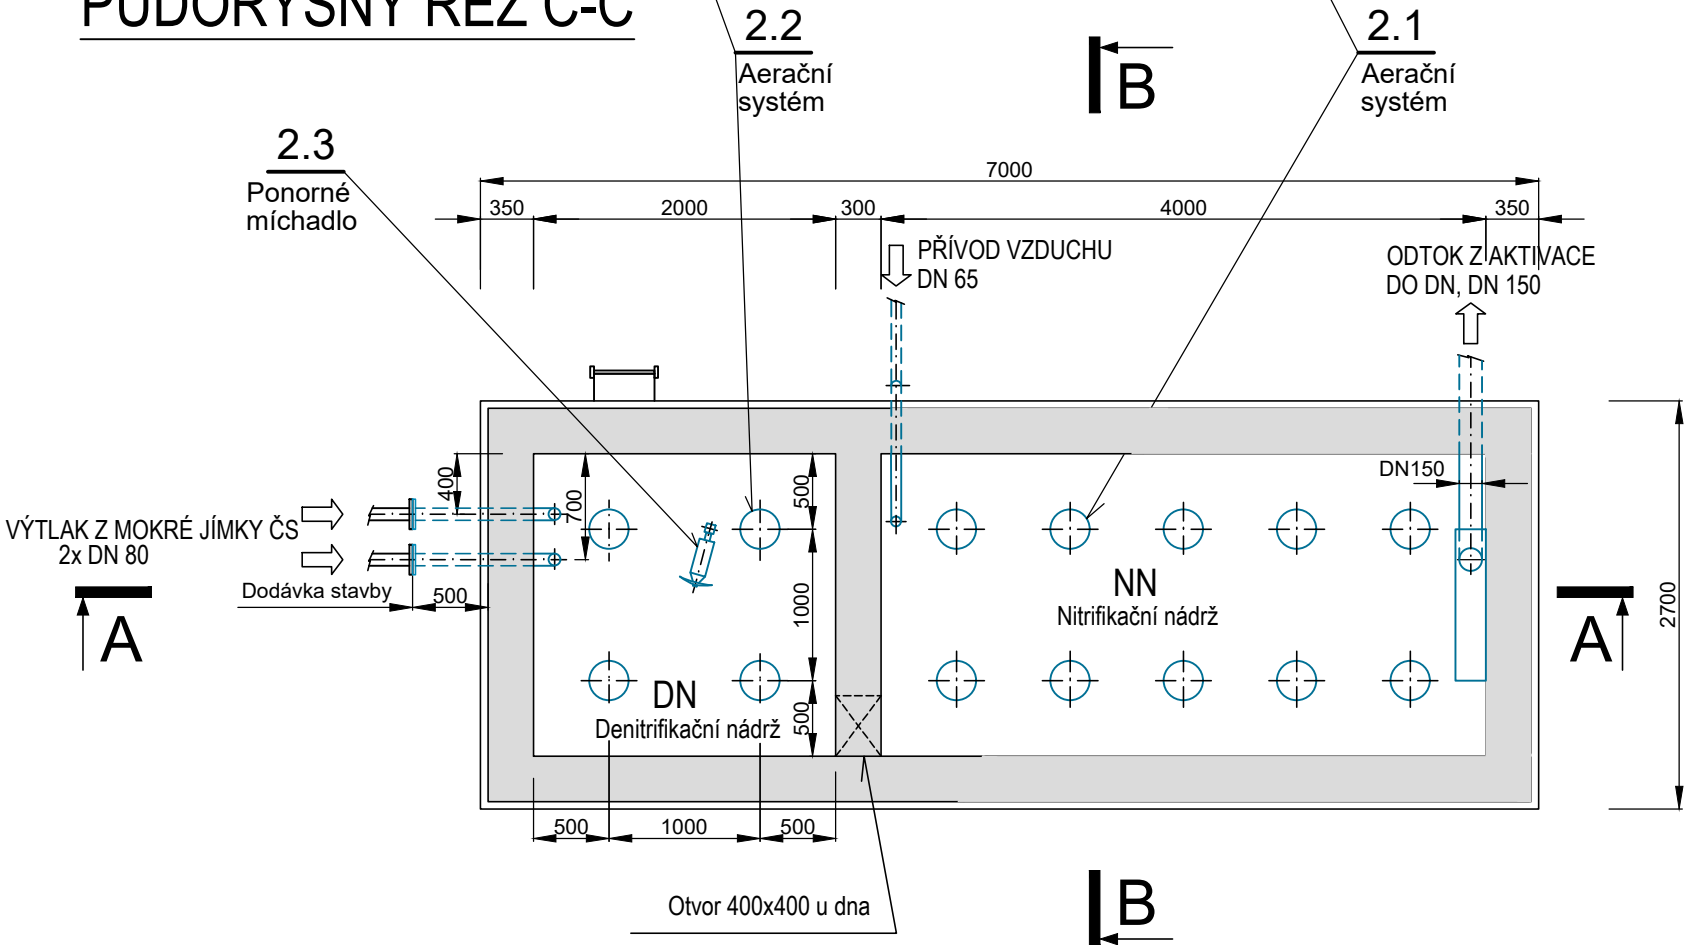 PŮDORYSNÝ ŘEZ C-C
2.2
Aerační
systém
2.1
Aerační
systém
B
2.3
Ponorné
míchadlo
7000
350
2000
300
4000
350
PŘÍVOD VZDUCHU
DN 65
ODTOK Z AKTIVACE
DO DN, DN 150
400
700
500
DN150
VÝTLAK Z MOKRÉ JÍMKY ČS
2x DN 80
Dodávka stavby
500
1000
NN
Nitrifikační nádrž
2700
A
A
DN
Denitrifikační nádrž
500
500
1000
500
Otvor 400x400 u dna
B